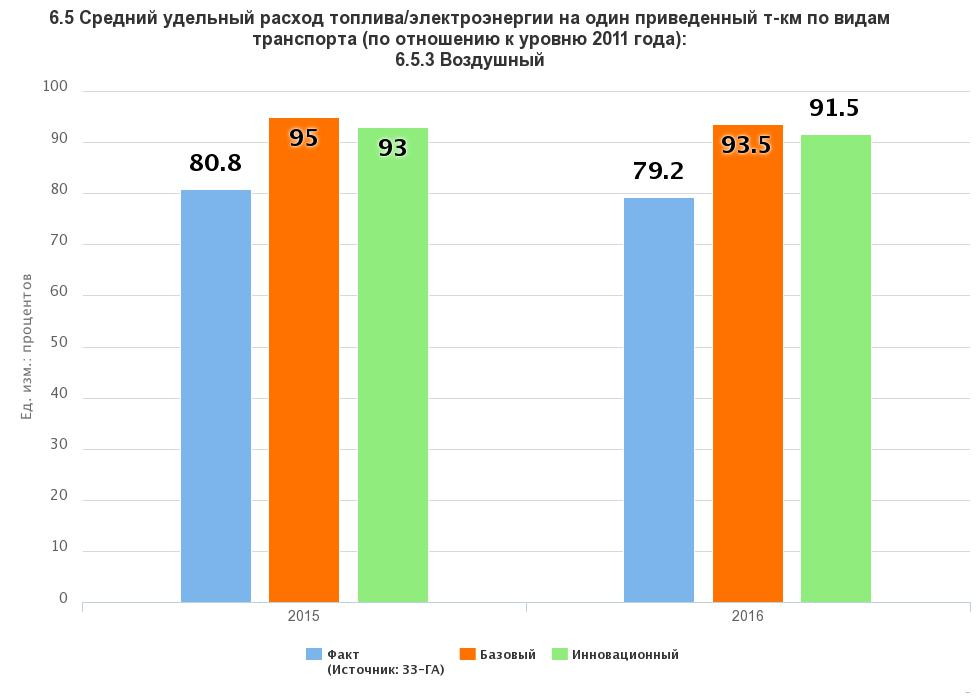 6.5 Средний удельный расход топлива/электроэнергии на один приведенный т-км по видам
транспорта (по отношению к уровню 2011 года):
6.5.3 Воздушный
Ед. изм.: процентов
100
90
80
70
60
50
40
30
20
10
0
80.8
95
93
79.2
93.5
91.5
2015
2016
Факт
(Источник: 33-ГА)
Базовый
Инновационный